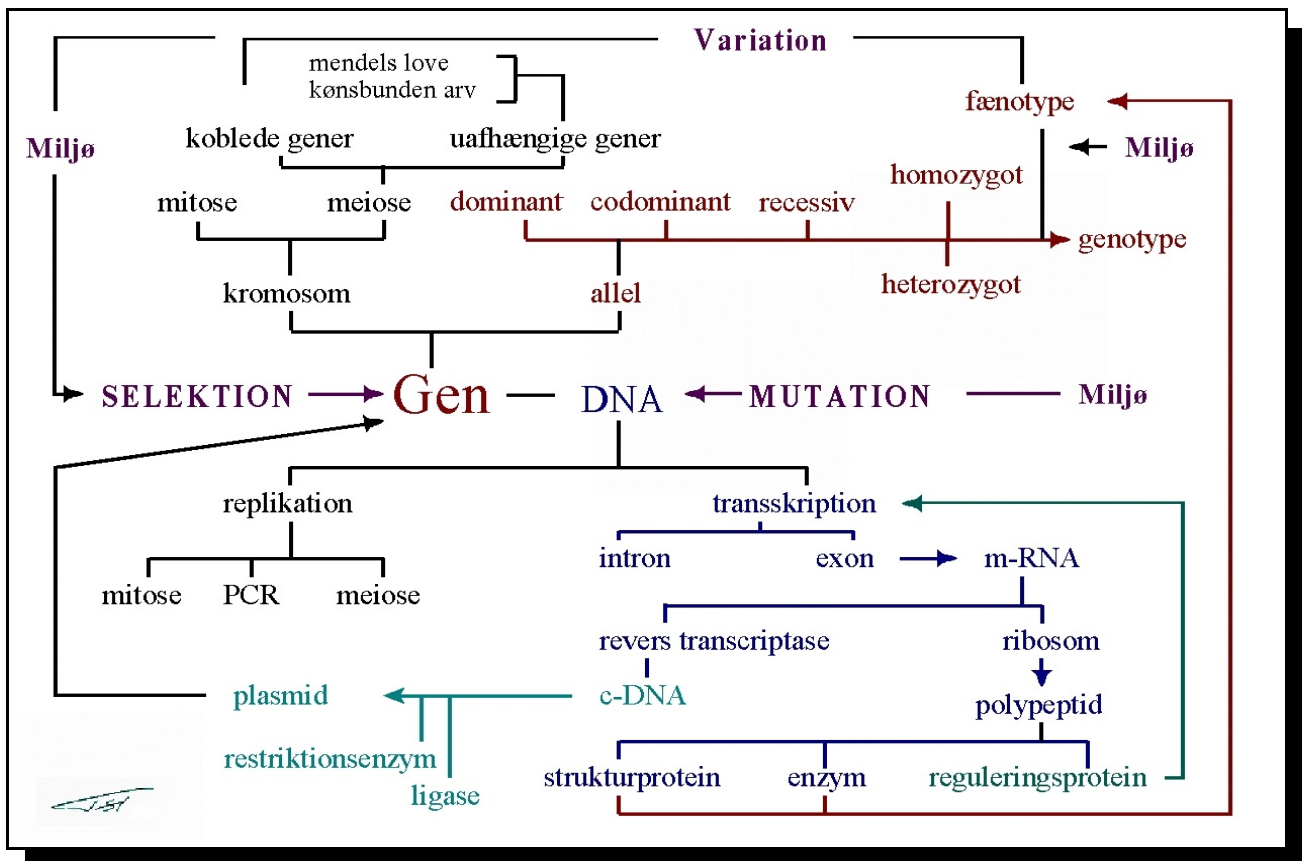 Variation
mendels love
kønsbunden arv
fænotype
Miljø
koblede gener
uafhængige gener
Miljø
homozygot
mitose
meiose
dominant
codominant
recessiv
genotype
kromosom
allel
heterozygot
SELEKTION
Gen
DNA
MUTATION
Miljø
replikation
transskription
intron
exon
m-RNA
mitose
PCR
meiose
revers transcriptase
ribosom
plasmid
c-DNA
polypeptid
restriktionsenzym
ligase
strukturprotein
enzym
reguleringsprotein